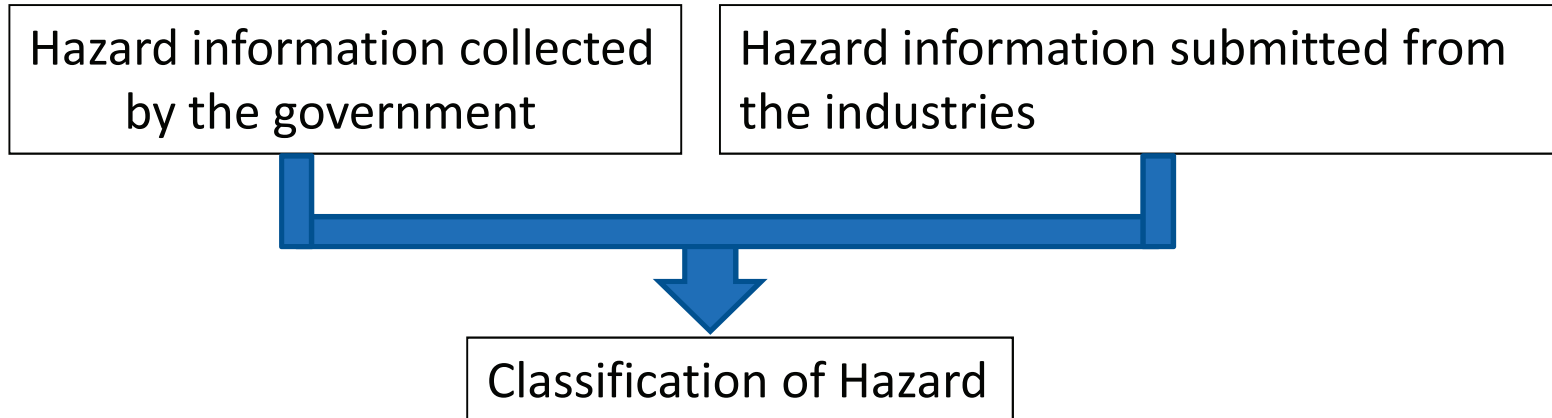 Hazard information collected
by the government
Hazard information submitted from
the industries
Classification of Hazard